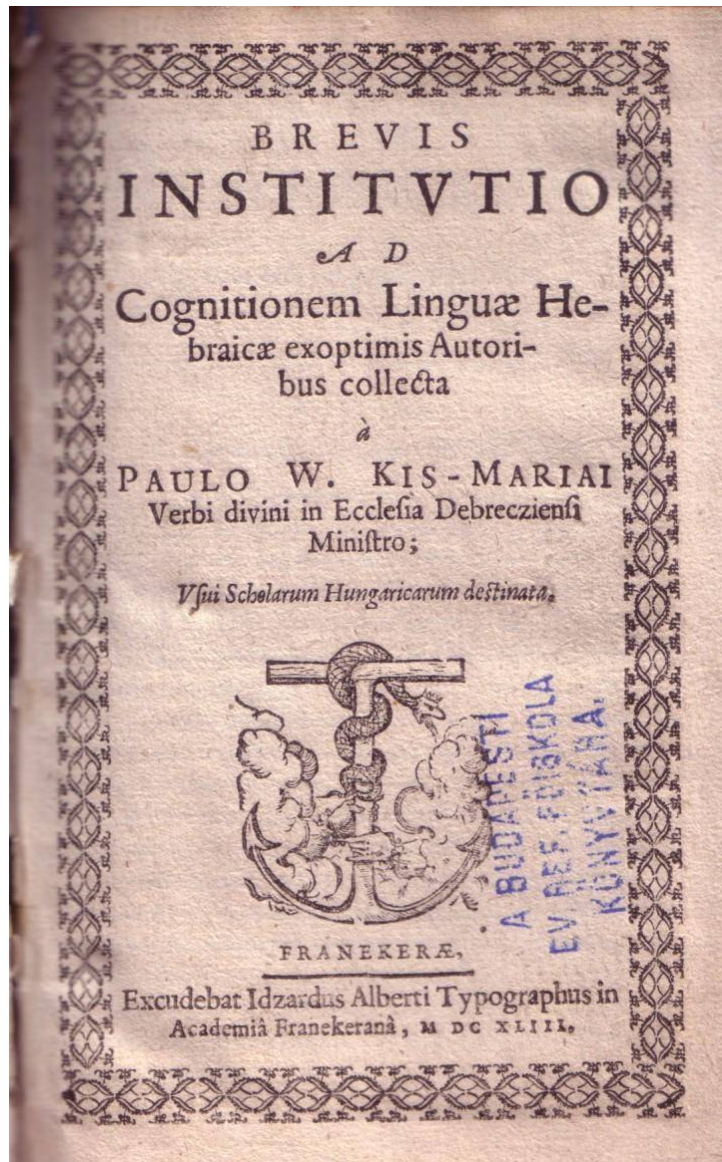 BREVIS
INSTITVTIO
AD
Cognitionem Linguæ He-
braicæ exoptimis Autori-
bus collecta
à
PAULO W. KIS-MARIAI
Verbi divini in Ecclesia Debrecziensi
Ministro;
Vsui Scholarum Hungaricarum destinata.
FRANEKERÆ,
Excudebat Idzardus Alberti Typographus in
Academiâ Franekeranâ, M DC XLIII.
A BUDAPESTI
EV. REF. FŐISKOLA
KÖNYVTÁRA.